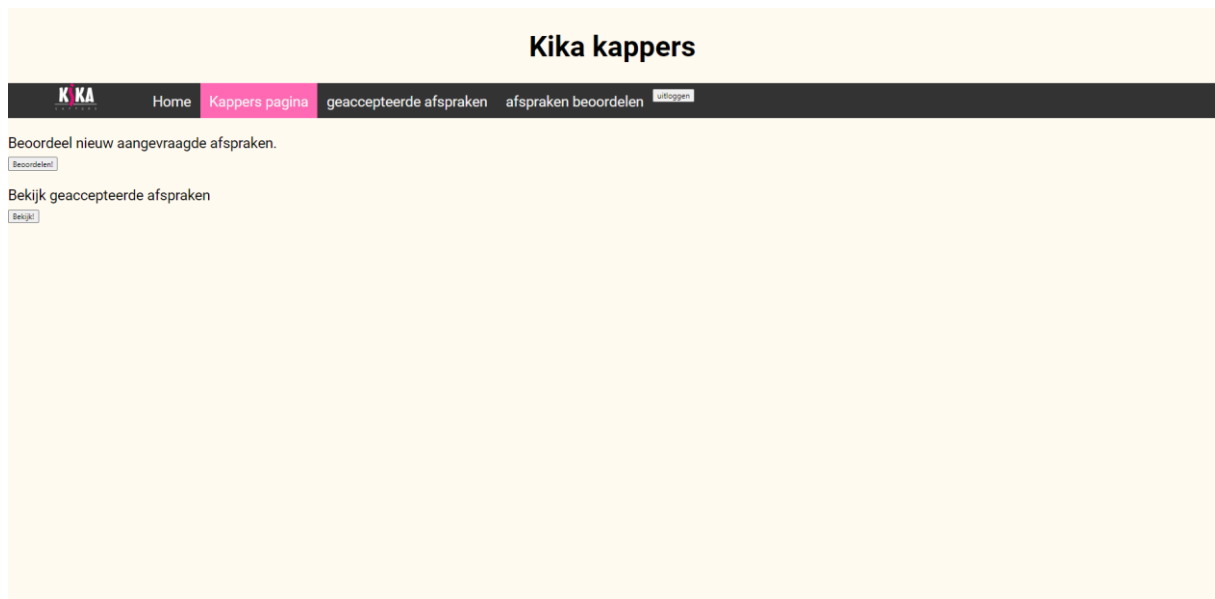 Kika kappers
KIKA
KAPPERS
Home Kappers pagina geaccepteerde afspraken afspraken beoordelen uitloggen
Beoordeel nieuw aangevraagde afspraken.
Beoordelen!
Bekijk geaccepteerde afspraken
Bekijk!